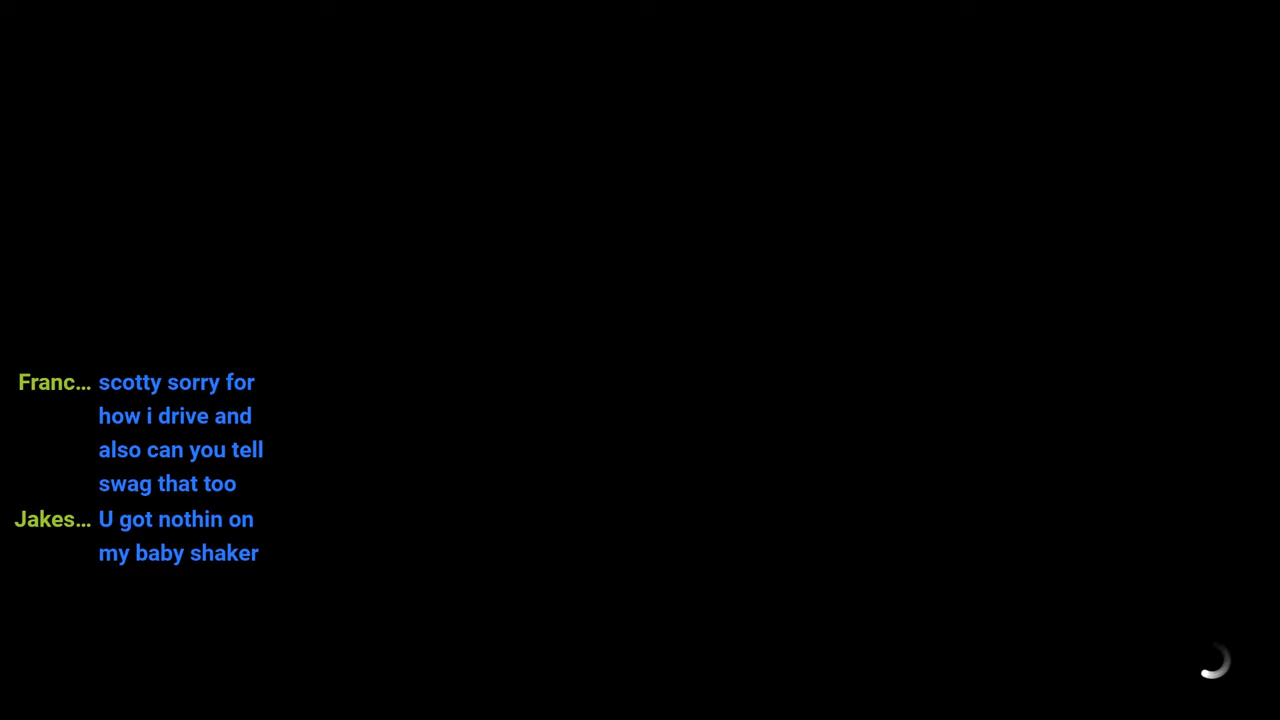 Franc... scotty sorry for
how i drive and
also can you tell
swag that too
Jakes... U got nothin on
my baby shaker